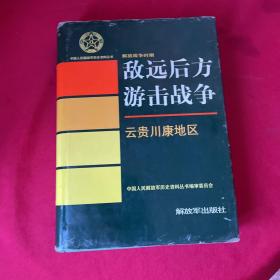 中国人民解放军历史资料丛书
解放战争时期
敌远后方
游击战争
云贵川康地区
中国人民解放军历史资料丛书编审委员会
解放军出版社